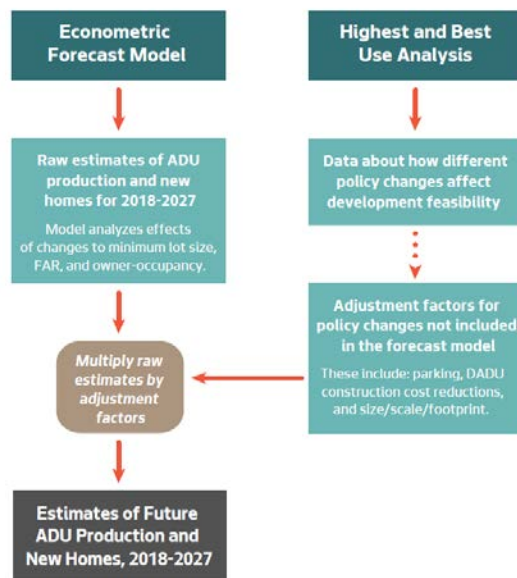 Econometric
Forecast Model
Highest and Best
Use Analysis
Raw estimates of ADU
production and new
homes for 2018-2027
Model analyzes effects
of changes to minimum lot size,
FAR, and owner-occupancy.
Data about how different
policy changes affect
development feasibility
Adjustment factors for
policy changes not included
in the forecast model
These include: parking, DADU
construction cost reductions,
and size/scale/footprint.
Multiply raw
estimates by
adjustment
factors
Estimates of Future
ADU Production and
New Homes, 2018-2027